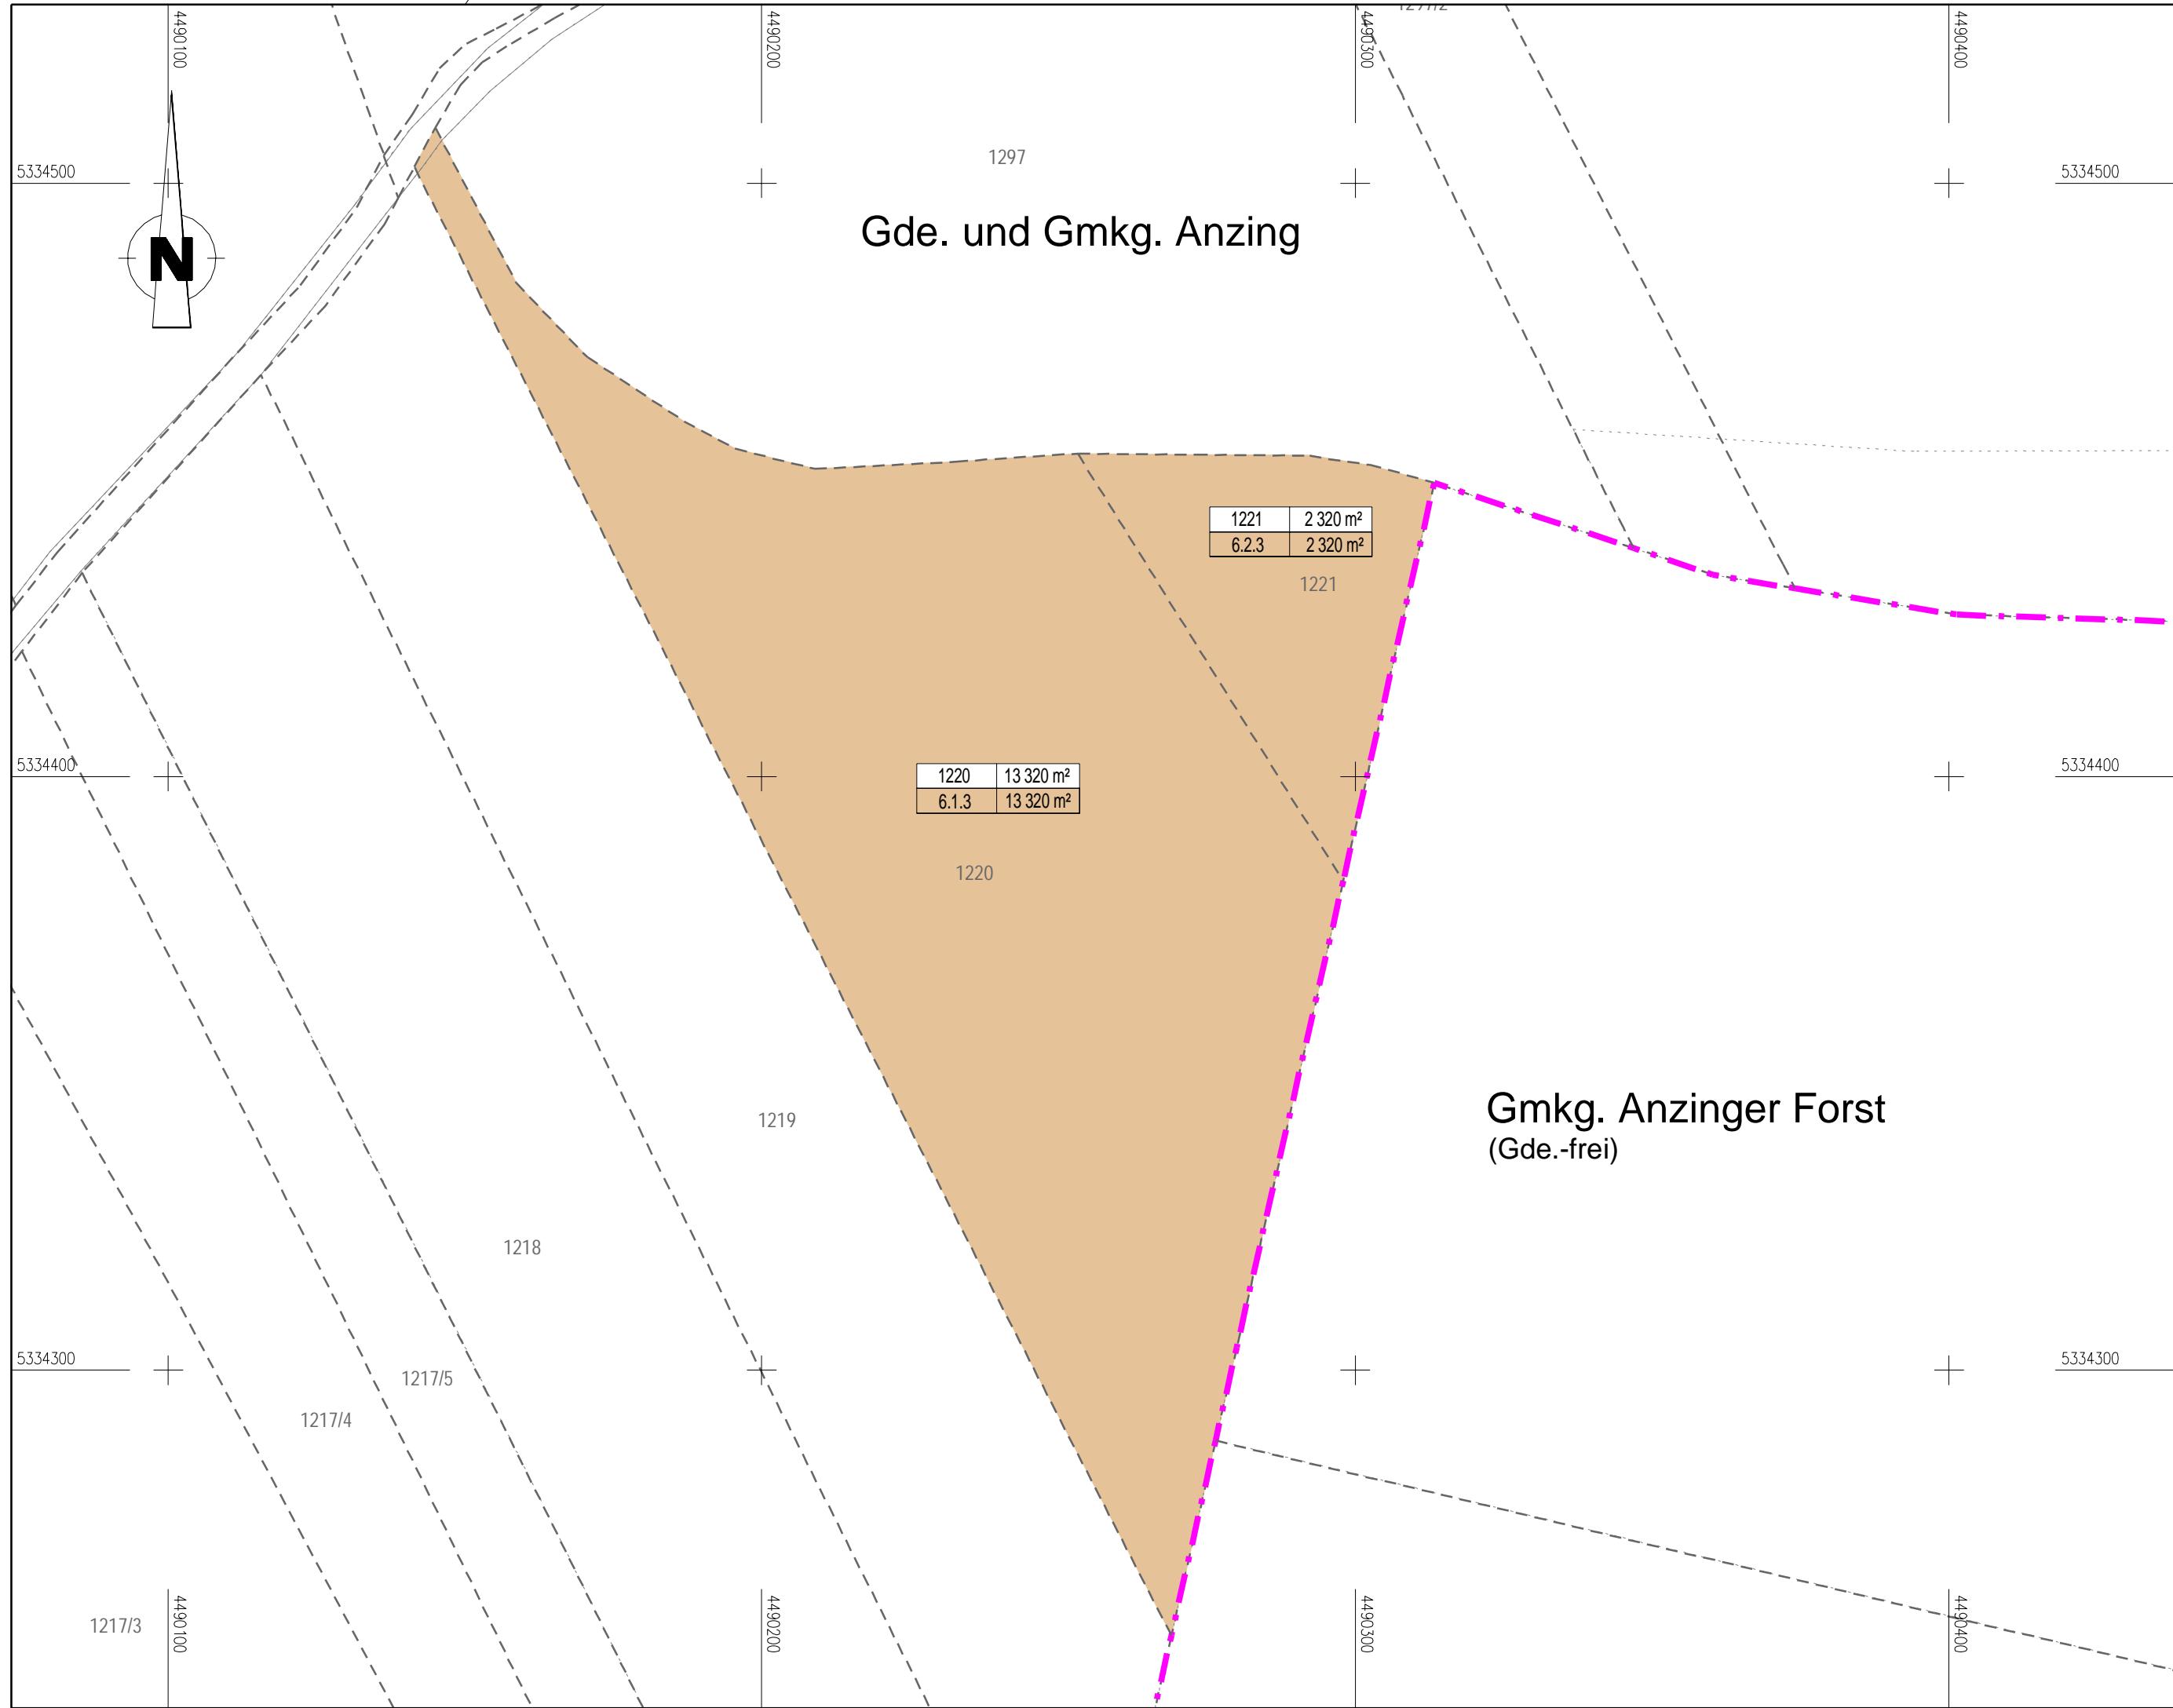 4490100
4490200
4490300
4490400
1297/2
5334500
5334500
1297
Gde. und Gmkg. Anzing
N
1221 2 320 m²
6.2.3 2 320 m²
1221
5334400
5334400
1220 13 320 m²
6.1.3 13 320 m²
1220
Gmkg. Anzinger Forst
(Gde.-frei)
1219
1218
5334300
5334300
1217/5
1217/4
1217/3
4490100
4490200
4490300
4490400